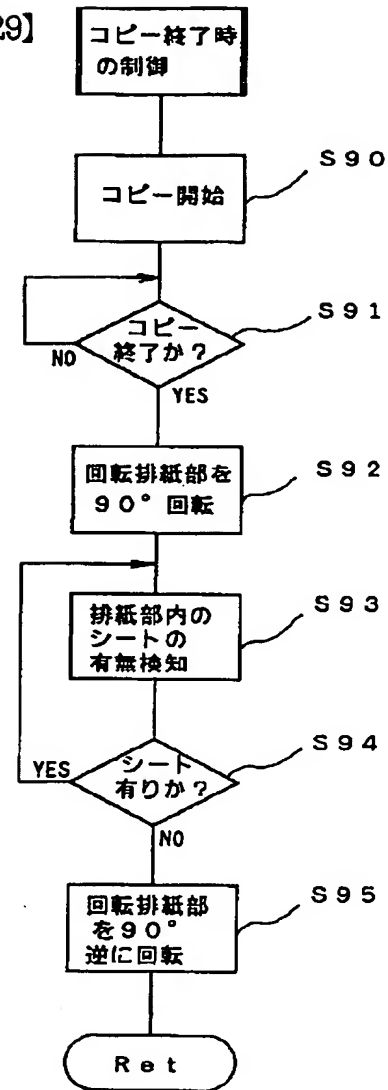 29】
コピー終了時
の制御
S90
コピー開始
S91
コピー
終了か?
NO
YES
S92
回転排紙部を
90°回転
S93
排紙部内の
シートの
有無検知
S94
YES
シート
有りか?
NO
S95
回転排紙部
を90°
逆に回転
Ret